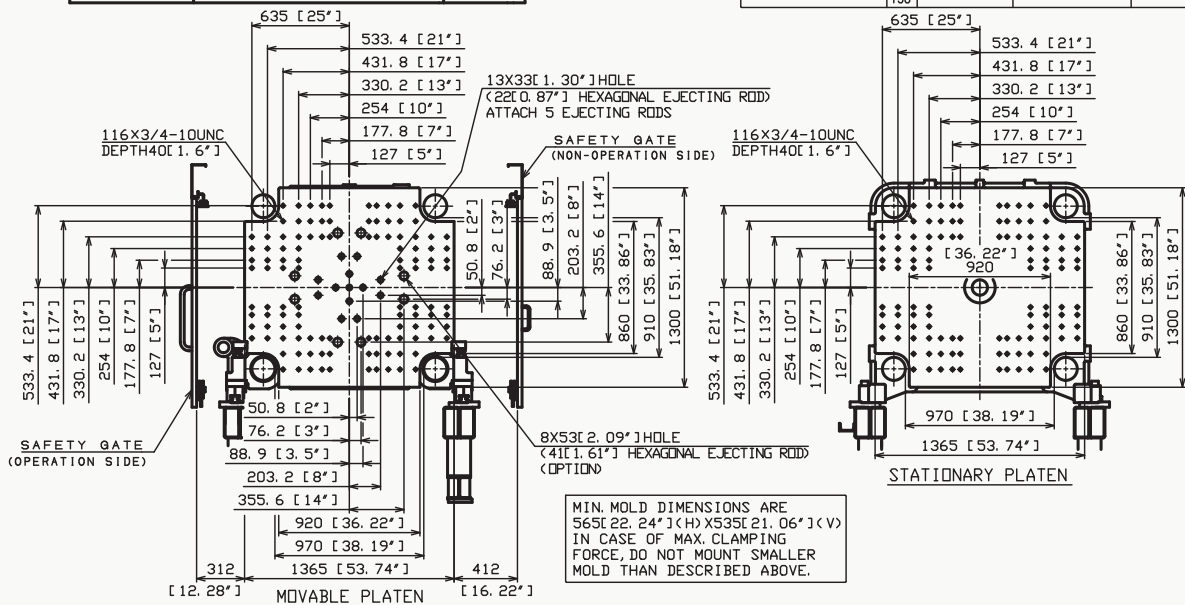 635 [25"]
533.4 [21"]
431.8 [17"]
330.2 [13"]
254 [10"]
177.8 [7"]
127 [5"]
116X3/4-10UNC
DEPTH40[1.6"]
13X33[1.30"]HOLE
(22[0.87"] HEXAGONAL EJECTING ROD)
ATTACH 5 EJECTING RODS
SAFETY GATE
(NON-OPERATION SIDE)
50.8 [2"]
76.2 [3"]
88.9 [3.5"]
203.2 [8"]
355.6 [14"]
860 [33.86"]
910 [35.83"]
1300 [51.18"]
533.4 [21"]
431.8 [17"]
330.2 [13"]
254 [10"]
177.8 [7"]
127 [5"]
SAFETY GATE
(OPERATION SIDE)
50.8 [2"]
76.2 [3"]
88.9 [3.5"]
203.2 [8"]
355.6 [14"]
920 [36.22"]
970 [38.19"]
312
[12.28"]
1365 [53.74"]
412
[16.22"]
MOVABLE PLATEN
8X53[2.09"]HOLE
(41[1.61"] HEXAGONAL EJECTING ROD)
(OPTION)
MIN. MOLD DIMENSIONS ARE
565[22.24"](H)X535[21.06"](V)
IN CASE OF MAX. CLAMPING
FORCE, DO NOT MOUNT SMALLER
MOLD THAN DESCRIBED ABOVE.
635 [25"]
533.4 [21"]
431.8 [17"]
330.2 [13"]
254 [10"]
177.8 [7"]
127 [5"]
116X3/4-10UNC
DEPTH40[1.6"]
[36.22"]
920
533.4 [21"]
431.8 [17"]
330.2 [13"]
254 [10"]
177.8 [7"]
127 [5"]
860 [33.86"]
910 [35.83"]
1300 [51.18"]
970 [38.19"]
1365 [53.74"]
STATIONARY PLATEN